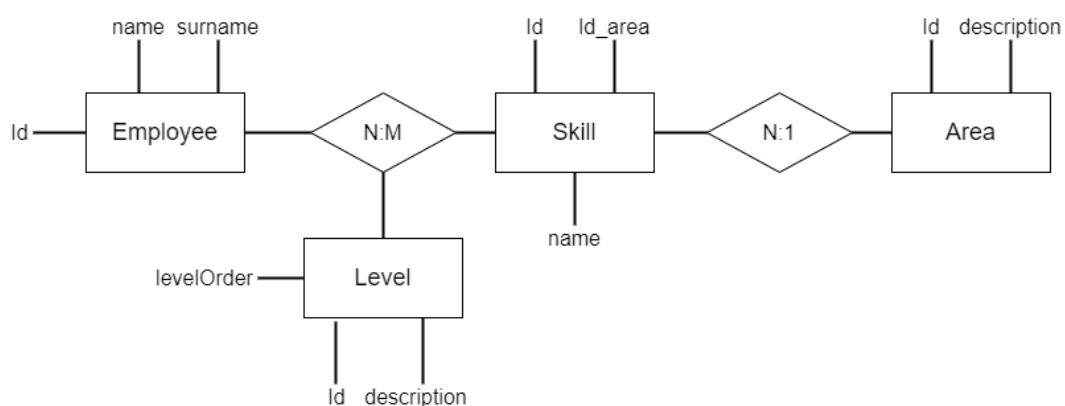 name surname Id Id_area Id description
Id Employee N:M Skill N:1 Area
name
levelOrder Level
Id description